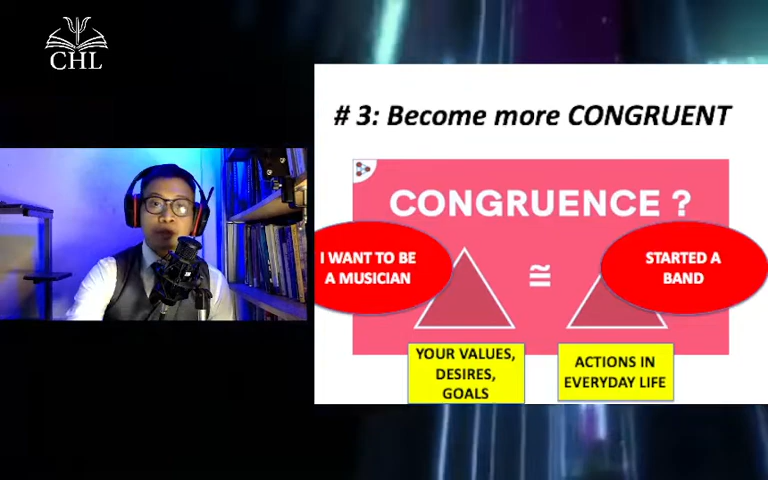 CHL
# 3: Become more CONGRUENT
CONGRUENCE ?
I WANT TO BE
A MUSICIAN
≅
STARTED A
BAND
YOUR VALUES,
DESIRES,
GOALS
ACTIONS IN
EVERYDAY LIFE